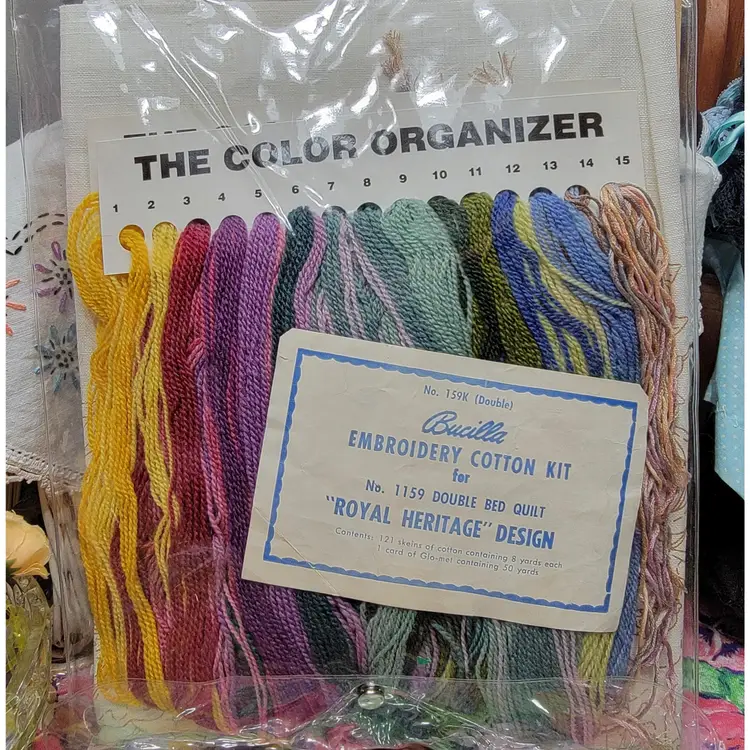 THE COLOR ORGANIZER
1 2 3 4 5 6 7 8 9 10 11 12 13 14 15
No. 159K (Double)
Bucilla
EMBROIDERY COTTON KIT
for
No. 1159 DOUBLE BED QUILT
"ROYAL HERITAGE" DESIGN
Contents: 121 skeins of cotton containing 8 yards each
1 card of Glo-met containing 50 yards